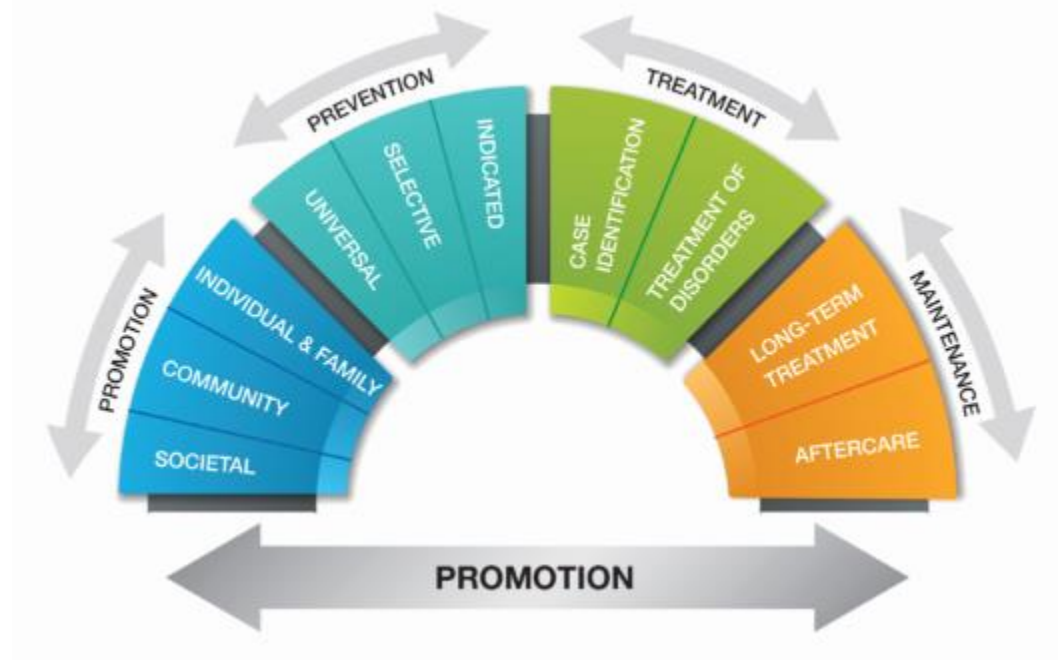 PROMOTION
SOCIETAL
COMMUNITY
INDIVIDUAL & FAMILY
PREVENTION
UNIVERSAL
SELECTIVE
INDICATED
TREATMENT
CASE
IDENTIFICATION
TREATMENT OF
DISORDERS
MAINTENANCE
LONG-TERM
TREATMENT
AFTERCARE
PROMOTION